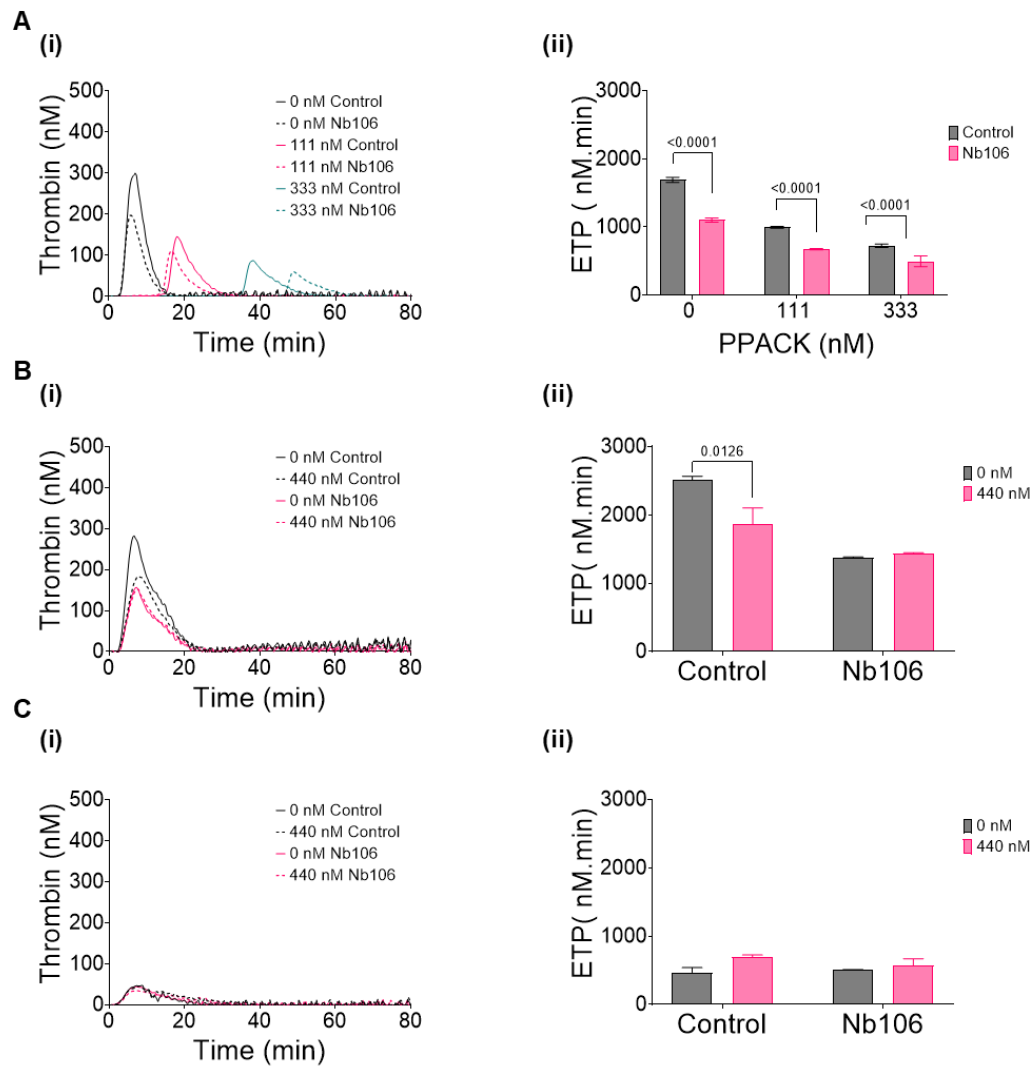 A
(i)
(ii)
500
400
300
200
100
0
Thrombin (nM)
0 nM Control
0 nM Nb106
111 nM Control
111 nM Nb106
333 nM Control
333 nM Nb106
0
20
40
60
80
Time (min)
3000
2000
1000
0
ETP ( nM.min)
<0.0001
<0.0001
<0.0001
Control
Nb106
0
111
333
PPACK (nM)
B
(i)
(ii)
500
400
300
200
100
0
Thrombin (nM)
0 nM Control
440 nM Control
0 nM Nb106
440 nM Nb106
0
20
40
60
80
Time (min)
3000
2000
1000
0
ETP( nM.min)
0.0126
0 nM
440 nM
Control
Nb106
C
(i)
(ii)
500
400
300
200
100
0
Thrombin (nM)
0 nM Control
440 nM Control
0 nM Nb106
440 nM Nb106
0
20
40
60
80
Time (min)
3000
2000
1000
0
ETP( nM.min)
0 nM
440 nM
Control
Nb106